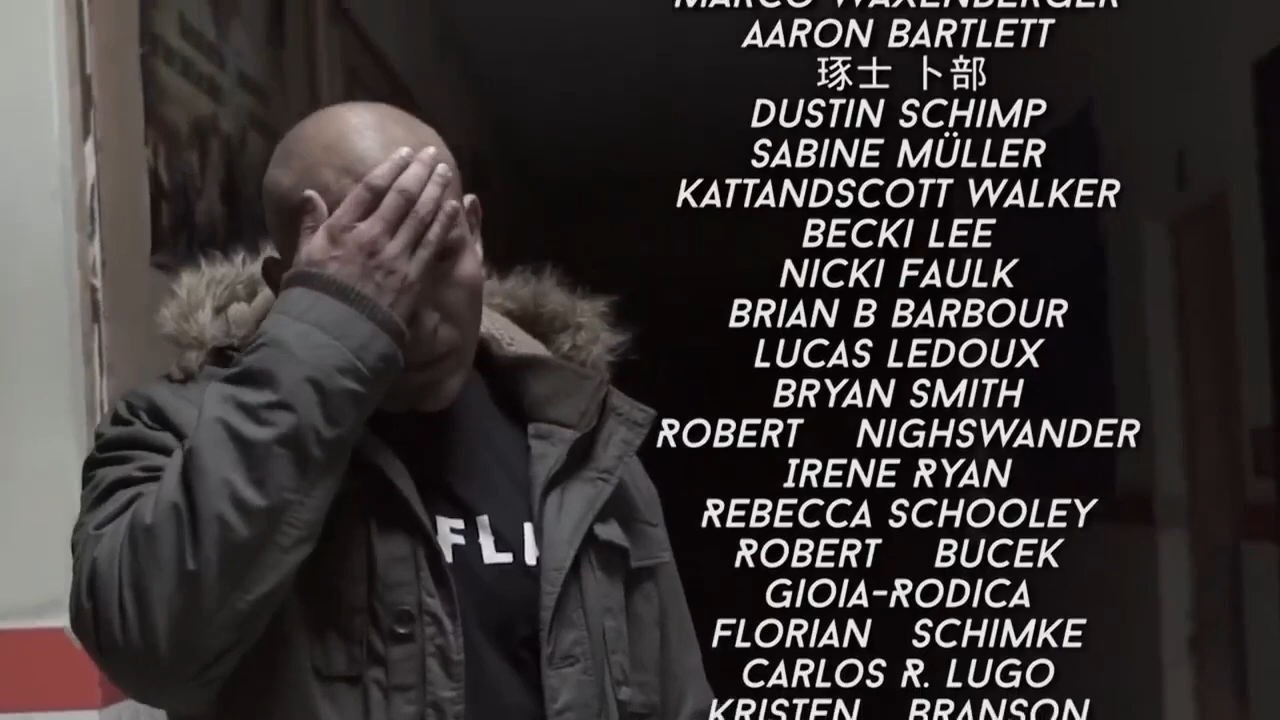 MARCO WAXENBERGER
AARON BARTLETT
琢士 卜部
DUSTIN SCHIMP
SABINE MÜLLER
KATTANDSCOTT WALKER
BECKI LEE
NICKI FAULK
BRIAN B BARBOUR
LUCAS LEDOUX
BRYAN SMITH
ROBERT NIGHSWANDER
IRENE RYAN
REBECCA SCHOOLEY
ROBERT BUCEK
GIOIA-RODICA
FLORIAN SCHIMKE
CARLOS R. LUGO
KRISTEN BRANSON